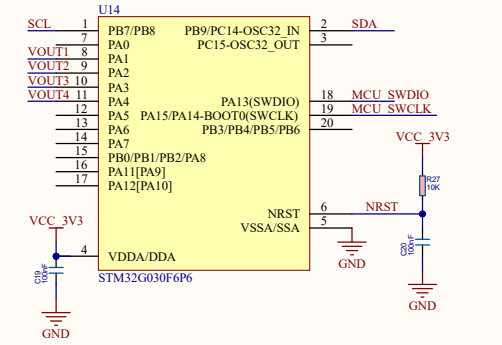 U14
SCL 1 PB7/PB8 PB9/PC14-OSC32_IN 2 SDA
7 PA0 PC15-OSC32_OUT 3
VOUT1 8 PA1
VOUT2 9 PA2
VOUT3 10 PA3
VOUT4 11 PA4 PA13(SWDIO) 18 MCU_SWDIO
12 PA5 PA15/PA14-BOOT0(SWCLK) 19 MCU_SWCLK
13 PA6 PB3/PB4/PB5/PB6 20
14 PA7
15 PB0/PB1/PB2/PA8
16 PA11[PA9]
17 PA12[PA10]
VCC_3V3
R27
10K
NRST 6 NRST
VSSA/SSA 5
GND
C20
100nF
GND
VCC_3V3
4 VDDA/DDA
C19
100nF
GND
STM32G030F6P6